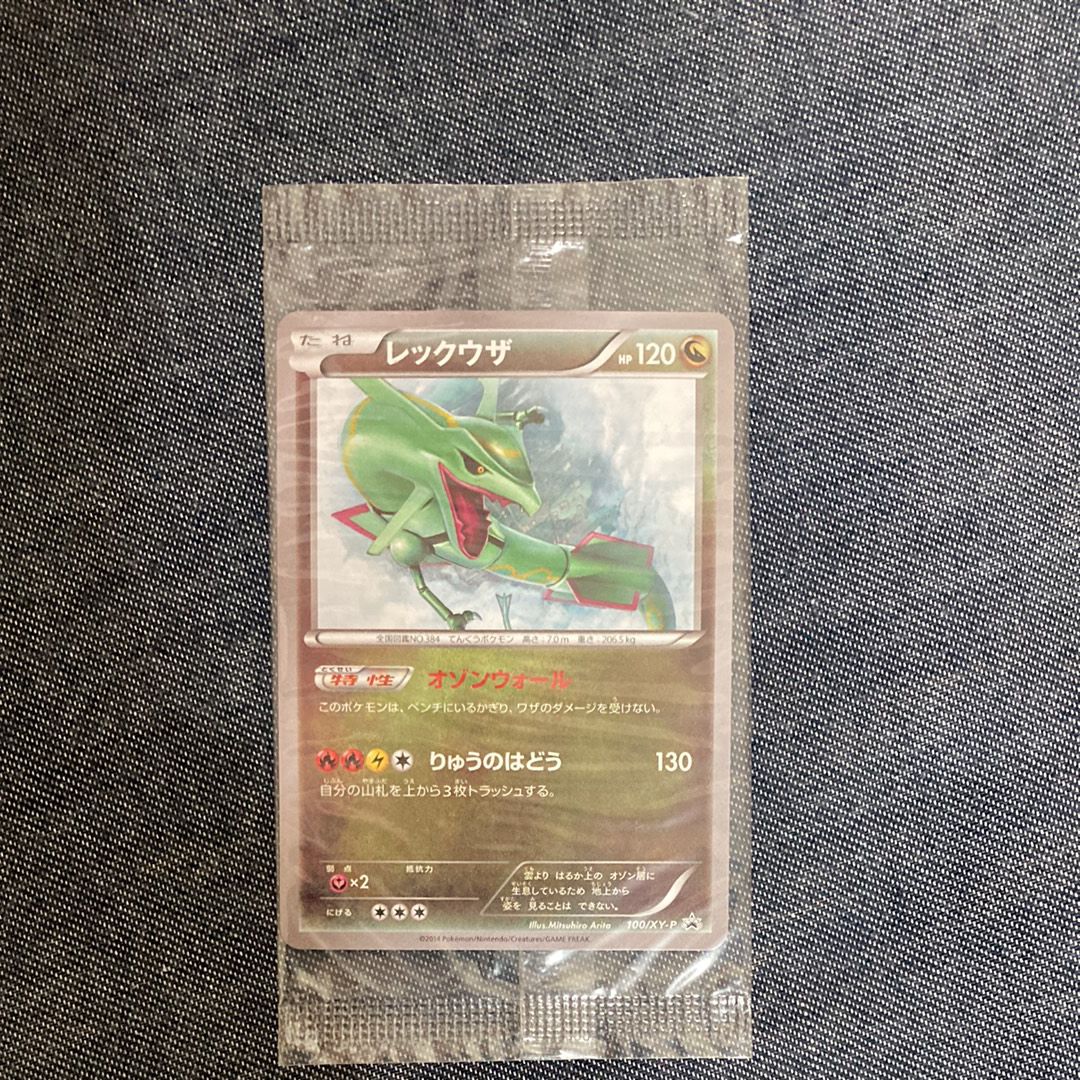 たね レックウザ HP120
全国図鑑NO.384 てんくうポケモン 高さ:7.0m 重さ:206.5kg
とくせい
特性 オゾンウォール
このポケモンは、ベンチにいるかぎり、ワザのダメージを受けない。
りゅうのはどう 130
自分の山札を上から3枚トラッシュする。
弱点 抵抗力
×2
にげる
雲より はるか上の オゾン層に
生息しているため 地上から
姿を 見ることは できない。
Illus.Mitsuhiro Arita 100/XY-P
©2014 Pokémon/Nintendo/Creatures/GAME FREAK.